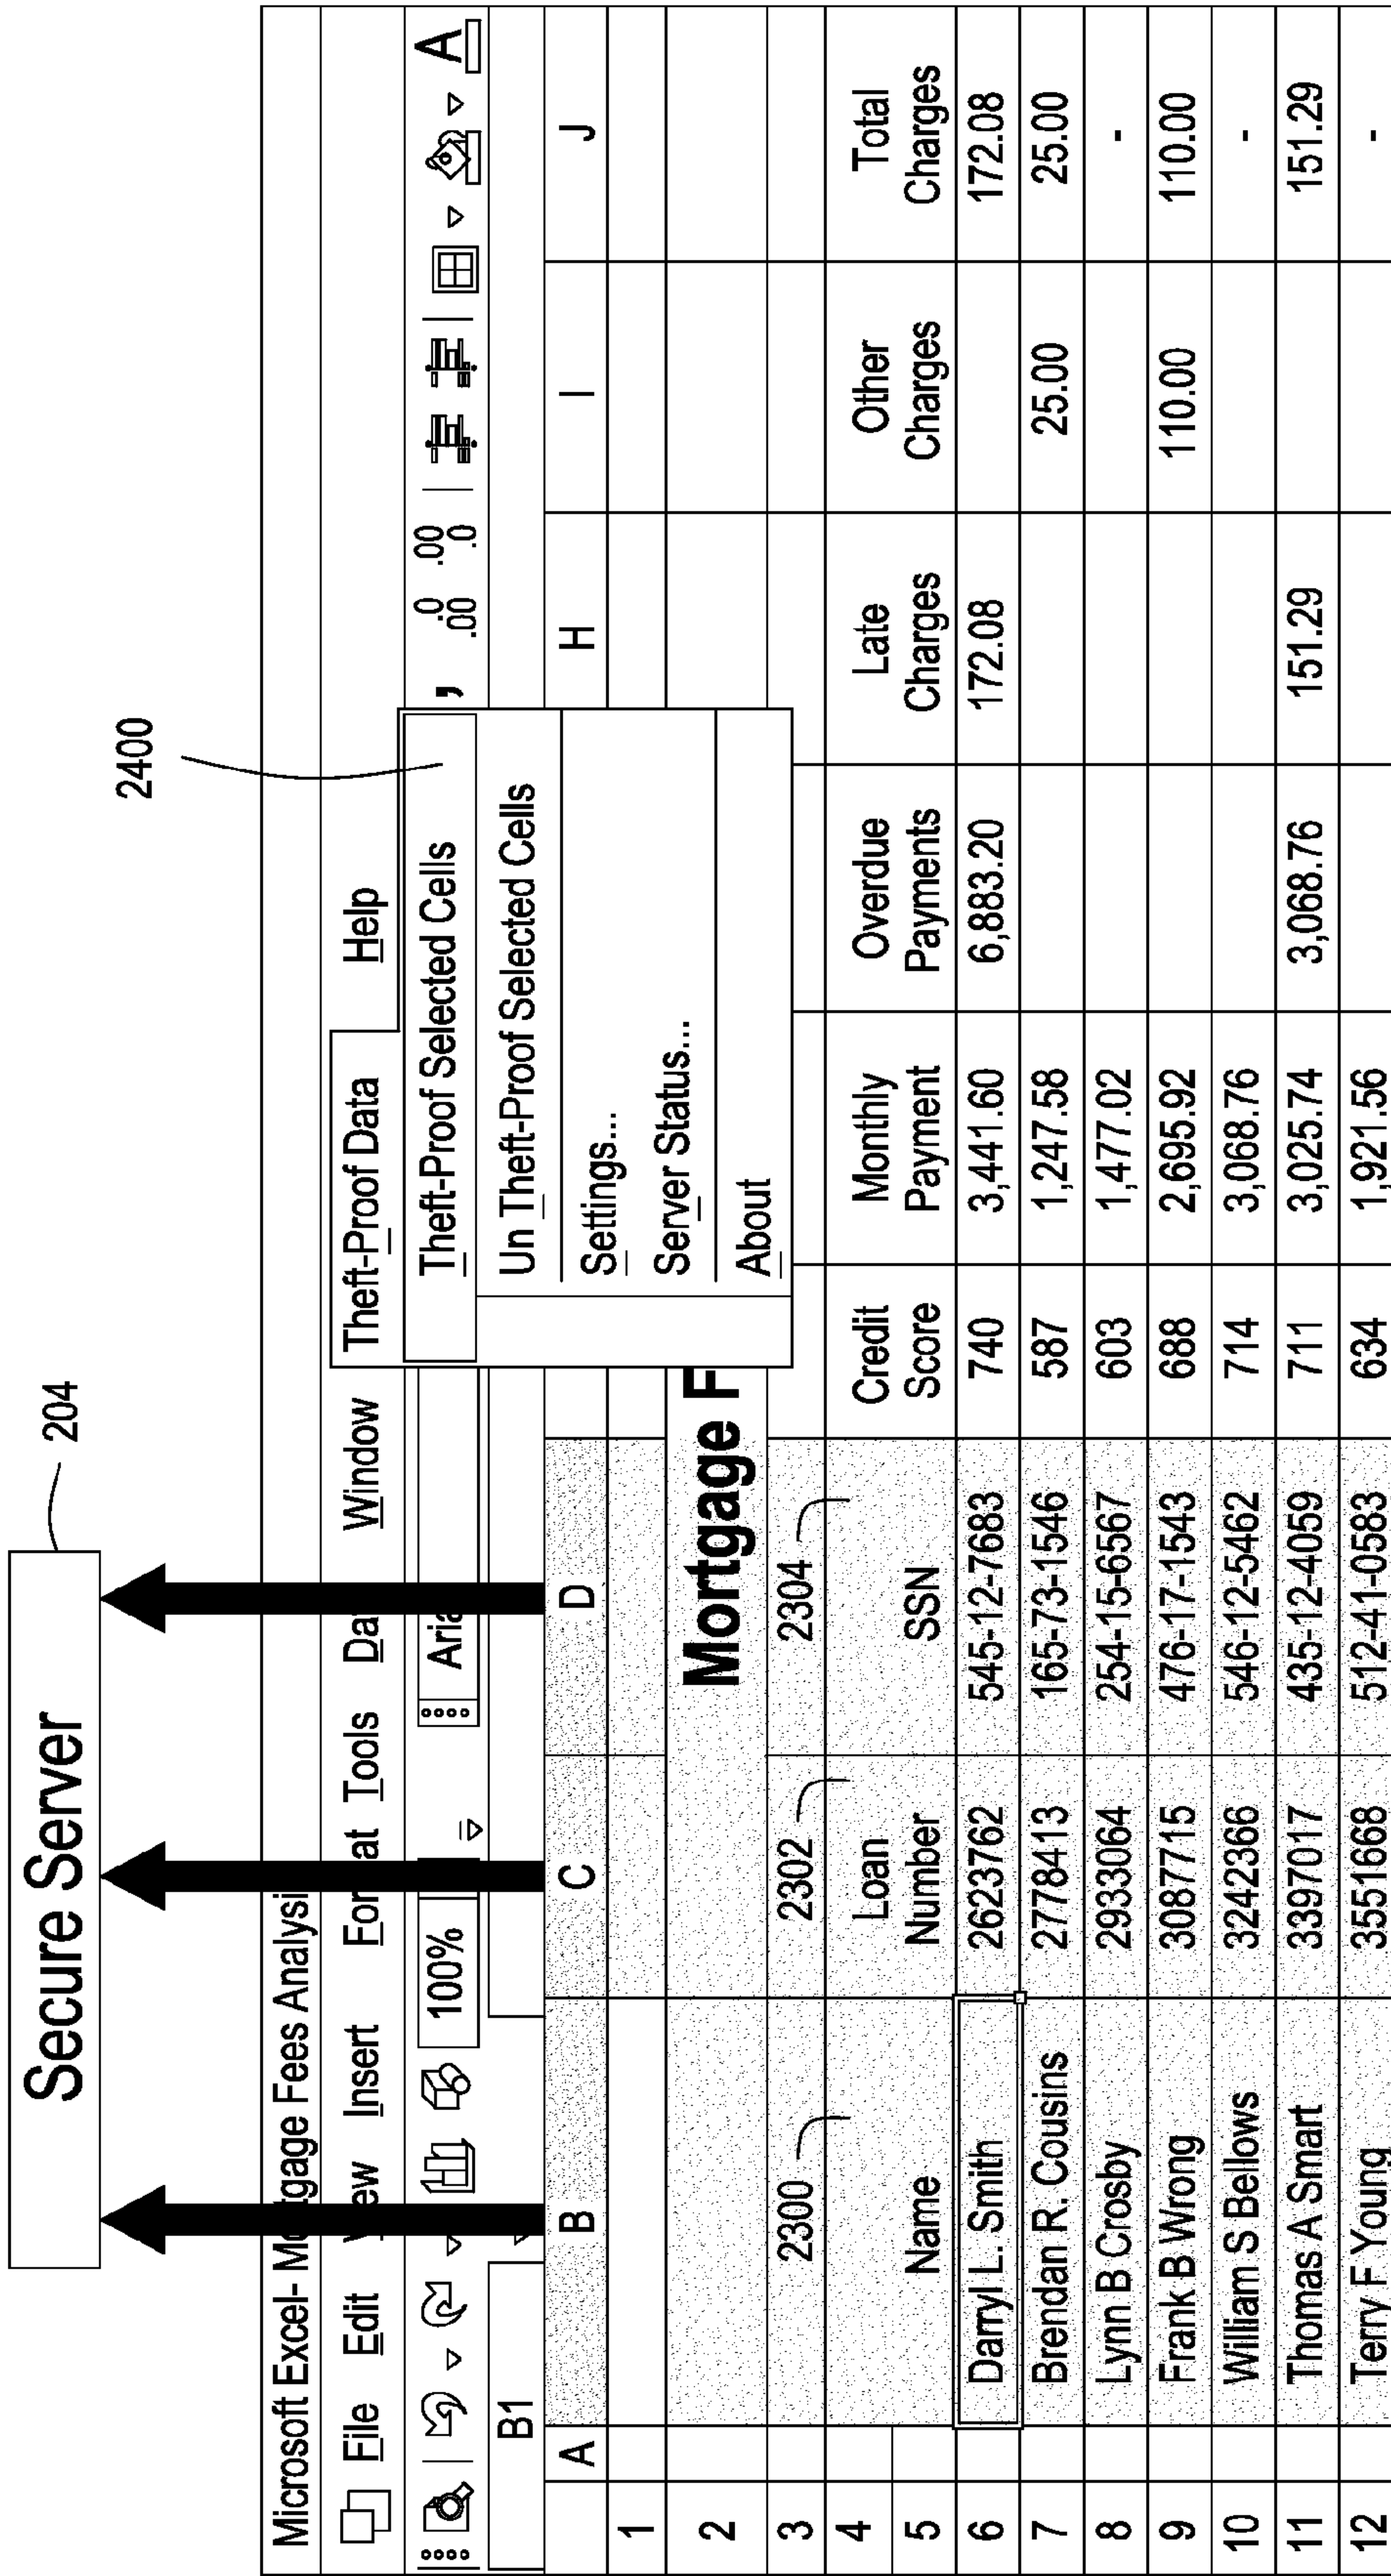 Secure Server
204
2400
Microsoft Excel- Mo tgage Fees Analysi
File Edit iew Insert For at Tools Da Window Theft-Proof Data Help
100% Aria , .0 .00 .00 .0 A
B1
Theft-Proof Selected Cells
Un Theft-Proof Selected Cells
Settings...
Server Status...
About
A B C D H I J
1
2 Mortgage F
3 2300 2302 2304
4 Loan Credit Monthly Overdue Late Other Total
5 Name Number SSN Score Payment Payments Charges Charges Charges
6 Darryl L. Smith 2623762 545-12-7683 740 3,441.60 6,883.20 172.08 172.08
7 Brendan R. Cousins 2778413 165-73-1546 587 1,247.58 25.00 25.00
8 Lynn B Crosby 2933064 254-15-6567 603 1,477.02 -
9 Frank B Wrong 3087715 476-17-1543 688 2,695.92 110.00 110.00
10 William S Bellows 3242366 546-12-5462 714 3,068.76 -
11 Thomas A Smart 3397017 435-12-4059 711 3,025.74 3,068.76 151.29 151.29
12 Terry F Young 3551668 512-41-0583 634 1,921.56 -